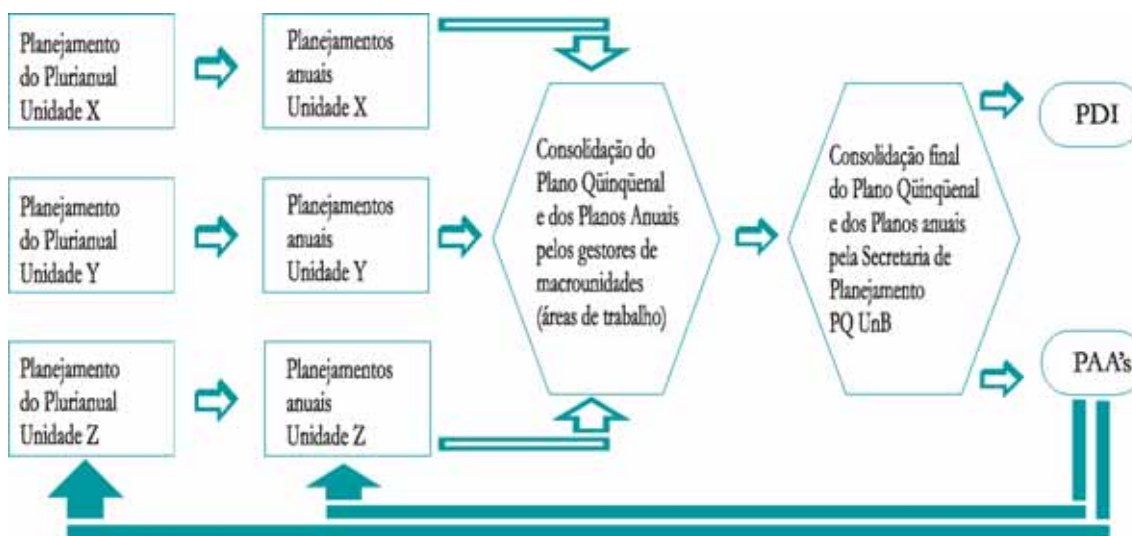 Planejamento
do Plurianual
Unidade X
Planejamentos
anuais
Unidade X
Planejamento
do Plurianual
Unidade Y
Planejamentos
anuais
Unidade Y
Planejamento
do Plurianual
Unidade Z
Planejamentos
anuais
Unidade Z
Consolidação do
Plano Qüinqüenal
e dos Planos Anuais
pelos gestores de
macrounidades
(áreas de trabalho)
Consolidação final
do Plano Qüinqüenal
e dos Planos anuais
pela Secretaria de
Planejamento
PQ UnB
PDI
PAA's